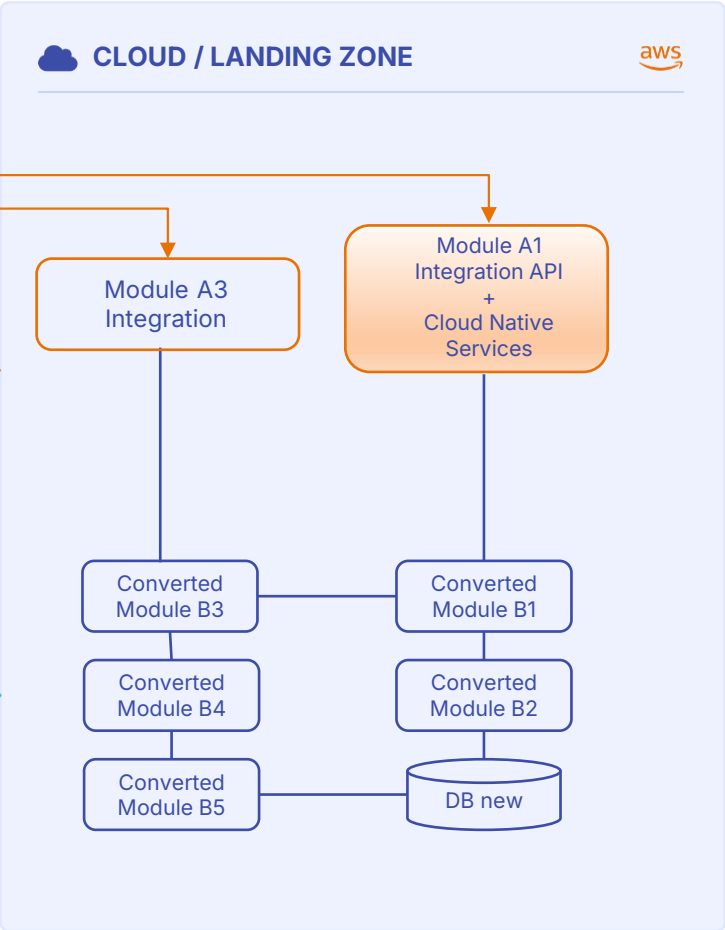 CLOUD / LANDING ZONE
aws
Module A3
Integration
Module A1
Integration API
+
Cloud Native
Services
Converted
Module B3
Converted
Module B1
Converted
Module B4
Converted
Module B2
Converted
Module B5
DB new